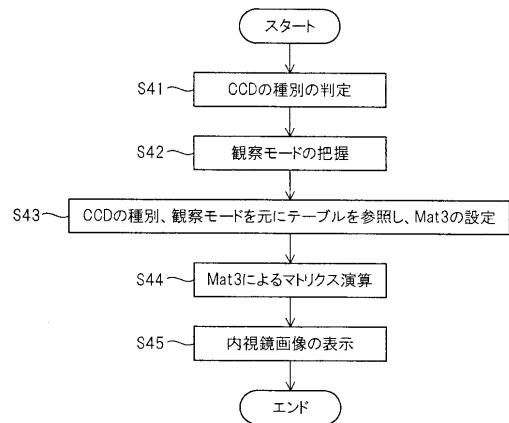 スタート
S41
CCDの種別の判定
S42
観察モードの把握
S43
CCDの種別、観察モードを元にテーブルを参照し、Mat3の設定
S44
Mat3によるマトリクス演算
S45
内視鏡画像の表示
エンド